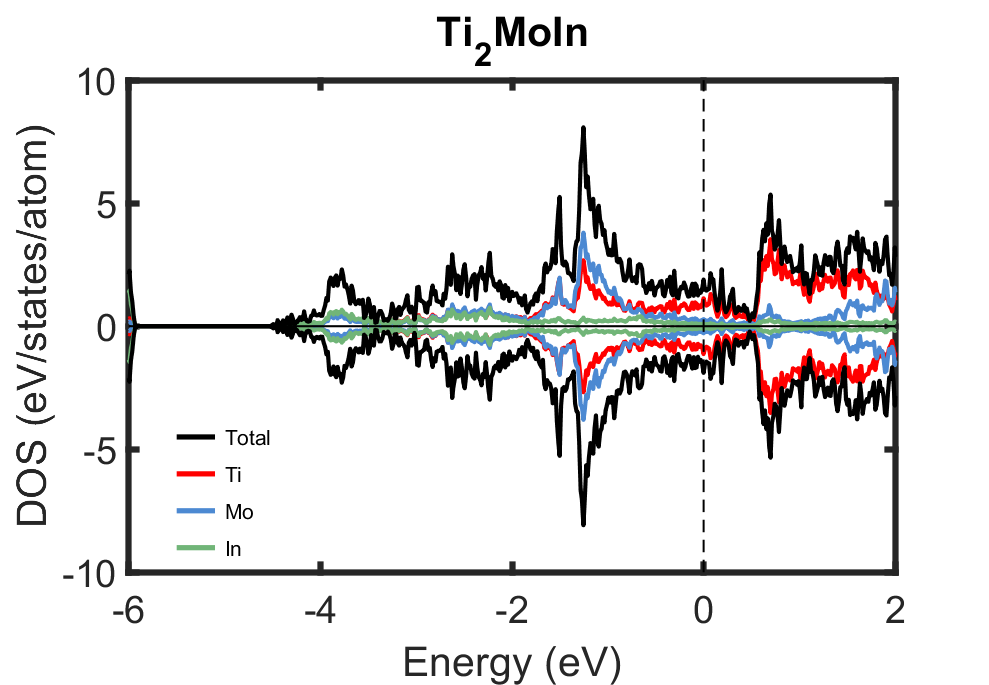 Ti2MoIn
10
5
0
-5
-10
DOS (eV/states/atom)
Total
Ti
Mo
In
-6 -4 -2 0 2
Energy (eV)